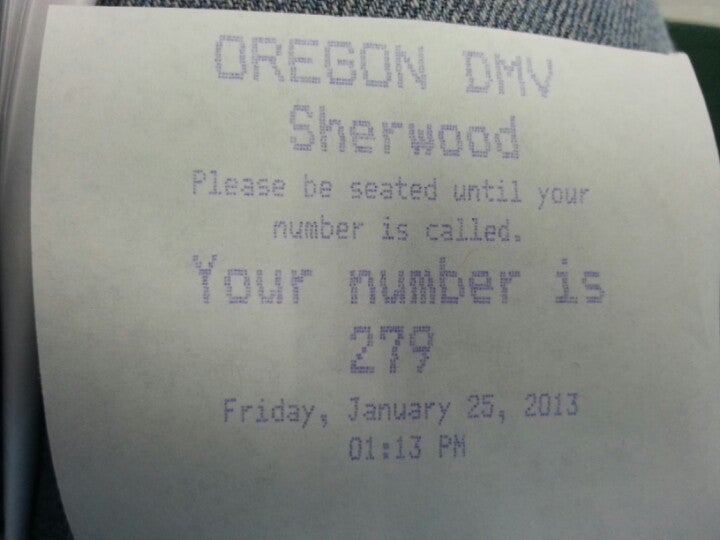 OREGON DMV
Sherwood
Please be seated until your
number is called.
Your number is
279
Friday, January 25, 2013
01:13 PM